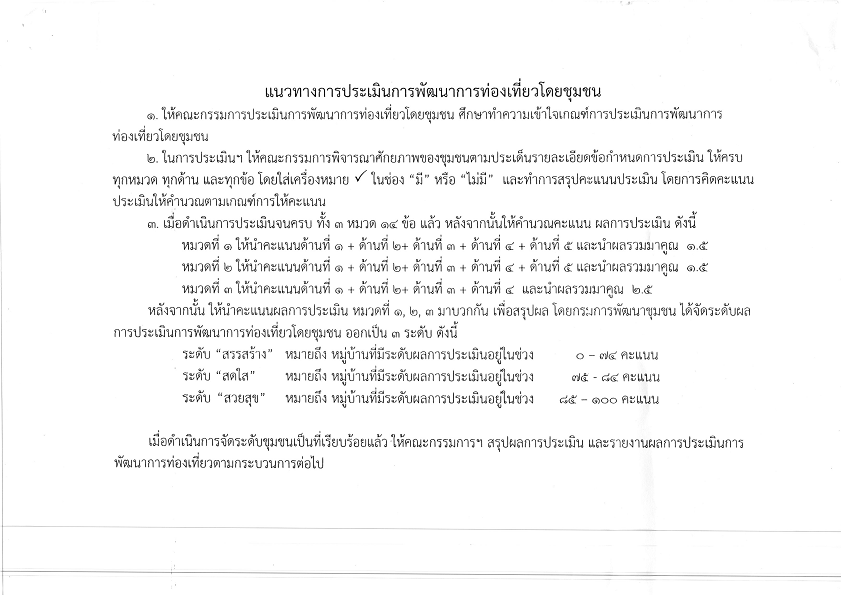 แนวทางการประเมินการพัฒนาการท่องเที่ยวโดยชุมชน
๑. ให้คณะกรรมการประเมินการพัฒนาการท่องเที่ยวโดยชุมชน ศึกษาทำความเข้าใจเกณฑ์การประเมินการพัฒนาการ
ท่องเที่ยวโดยชุมชน
๒. ในการประเมินฯ ให้คณะกรรมการพิจารณาศักยภาพของชุมชนตามประเด็นรายละเอียดข้อกำหนดการประเมิน ให้ครบ
ทุกหมวด ทุกด้าน และทุกข้อ โดยใส่เครื่องหมาย ✓ ในช่อง “มี” หรือ “ไม่มี” และทำการสรุปคะแนนประเมิน โดยการคิดคะแนน
ประเมินให้คำนวณตามเกณฑ์การให้คะแนน
๓. เมื่อดำเนินการประเมินจนครบ ทั้ง ๓ หมวด ๑๔ ข้อ แล้ว หลังจากนั้นให้คำนวณคะแนน ผลการประเมิน ดังนี้
หมวดที่ ๑ ให้นำคะแนนด้านที่ ๑ + ด้านที่ ๒+ ด้านที่ ๓ + ด้านที่ ๔ + ด้านที่ ๕ และนำผลรวมมาคูณ ๑.๕
หมวดที่ ๒ ให้นำคะแนนด้านที่ ๑ + ด้านที่ ๒+ ด้านที่ ๓ + ด้านที่ ๔ + ด้านที่ ๕ และนำผลรวมมาคูณ ๑.๕
หมวดที่ ๓ ให้นำคะแนนด้านที่ ๑ + ด้านที่ ๒+ ด้านที่ ๓ + ด้านที่ ๔ และนำผลรวมมาคูณ ๒.๕
หลังจากนั้น ให้นำคะแนนผลการประเมิน หมวดที่ ๑, ๒, ๓ มาบวกกัน เพื่อสรุปผล โดยกรมการพัฒนาชุมชน ได้จัดระดับผล
การประเมินการพัฒนาการท่องเที่ยวโดยชุมชน ออกเป็น ๓ ระดับ ดังนี้
ระดับ “สรรสร้าง” หมายถึง หมู่บ้านที่มีระดับผลการประเมินอยู่ในช่วง ๐ – ๗๔ คะแนน
ระดับ “สดใส” หมายถึง หมู่บ้านที่มีระดับผลการประเมินอยู่ในช่วง ๗๕ - ๘๔ คะแนน
ระดับ “สวยสุข” หมายถึง หมู่บ้านที่มีระดับผลการประเมินอยู่ในช่วง ๘๕ – ๑๐๐ คะแนน
เมื่อดำเนินการจัดระดับชุมชนเป็นที่เรียบร้อยแล้ว ให้คณะกรรมการฯ สรุปผลการประเมิน และรายงานผลการประเมินการ
พัฒนาการท่องเที่ยวตามกระบวนการต่อไป